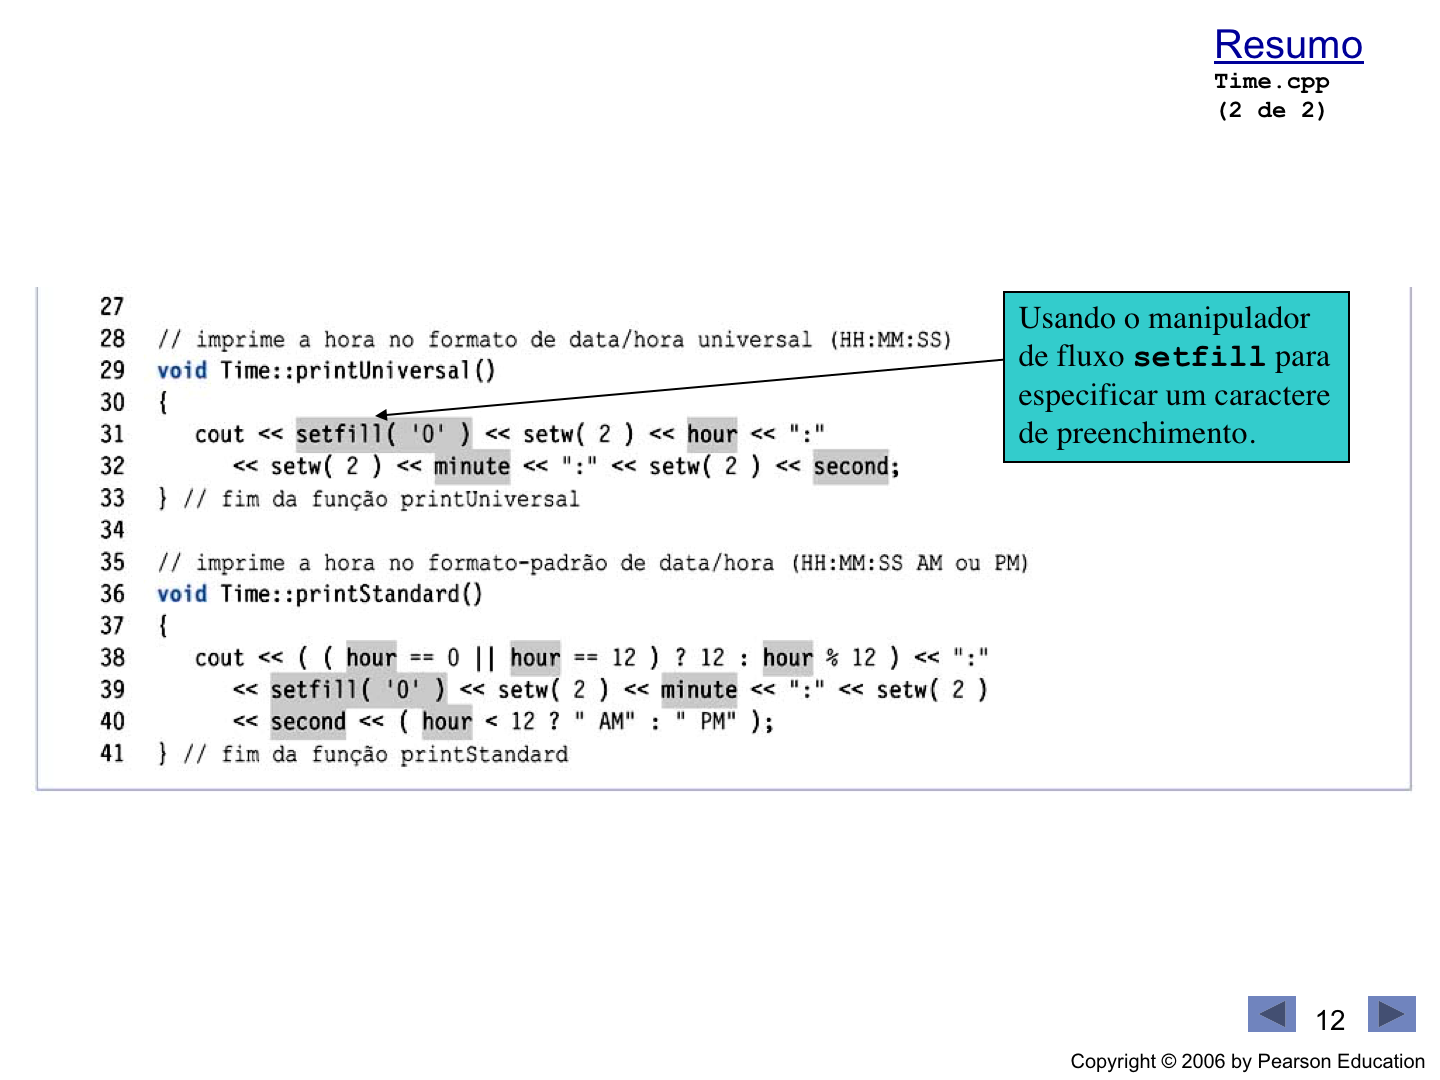 Resumo
Time.cpp
(2 de 2)
27
28 // imprime a hora no formato de data/hora universal (HH:MM:SS)
29 void Time::printUniversal()
30 {
31 cout << setfill( '0' ) << setw( 2 ) << hour << ":"
32 << setw( 2 ) << minute << ":" << setw( 2 ) << second;
33 } // fim da função printUniversal
34
35 // imprime a hora no formato-padrão de data/hora (HH:MM:SS AM ou PM)
36 void Time::printStandard()
37 {
38 cout << ( ( hour == 0 || hour == 12 ) ? 12 : hour % 12 ) << ":"
39 << setfill( '0' ) << setw( 2 ) << minute << ":" << setw( 2 )
40 << second << ( hour < 12 ? " AM" : " PM" );
41 } // fim da função printStandard
Usando o manipulador
de fluxo setfill para
especificar um caractere
de preenchimento.
12
Copyright © 2006 by Pearson Education